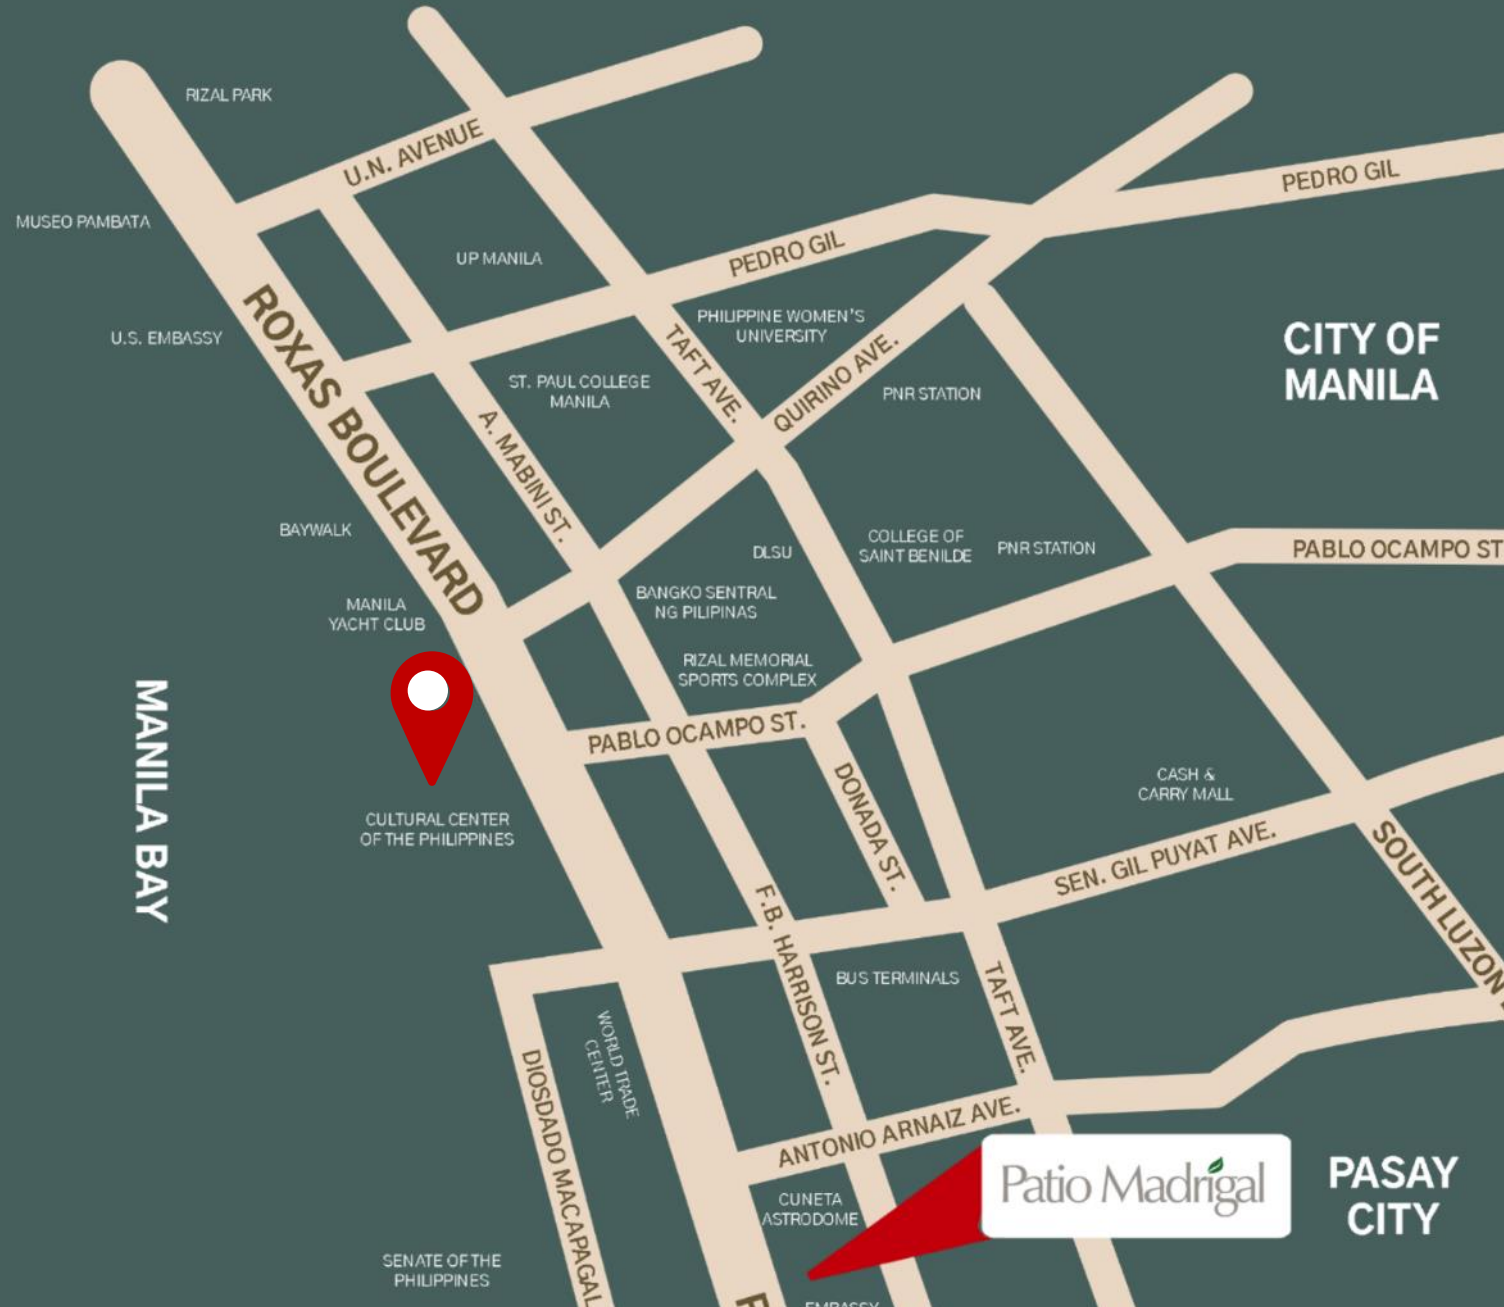 RIZAL PARK
U.N. AVENUE
PEDRO GIL
MUSEO PAMBATA
UP MANILA
PEDRO GIL
U.S. EMBASSY
ROXAS BOULEVARD
PHILIPPINE WOMEN'S
UNIVERSITY
TAFT AVE.
QUIRINO AVE.
CITY OF
MANILA
ST. PAUL COLLEGE
MANILA
PNR STATION
A. MABINI ST.
BAYWALK
DLSU
COLLEGE OF
SAINT BENILDE
PNR STATION
PABLO OCAMPO ST
MANILA
YACHT CLUB
BANGKO SENTRAL
NG PILIPINAS
RIZAL MEMORIAL
SPORTS COMPLEX
MANILA BAY
PABLO OCAMPO ST.
DONADA ST.
CASH &
CARRY MALL
CULTURAL CENTER
OF THE PHILIPPINES
SEN. GIL PUYAT AVE.
SOUTH LUZON
F.B. HARRISON ST.
BUS TERMINALS
TAFT AVE.
WORLD TRADE
CENTER
DIOSDADO MACAPAGAL
ANTONIO ARNAIZ AVE.
Patio Madrigal
PASAY
CITY
CUNETA
ASTRODOME
SENATE OF THE
PHILIPPINES
EMBASSY